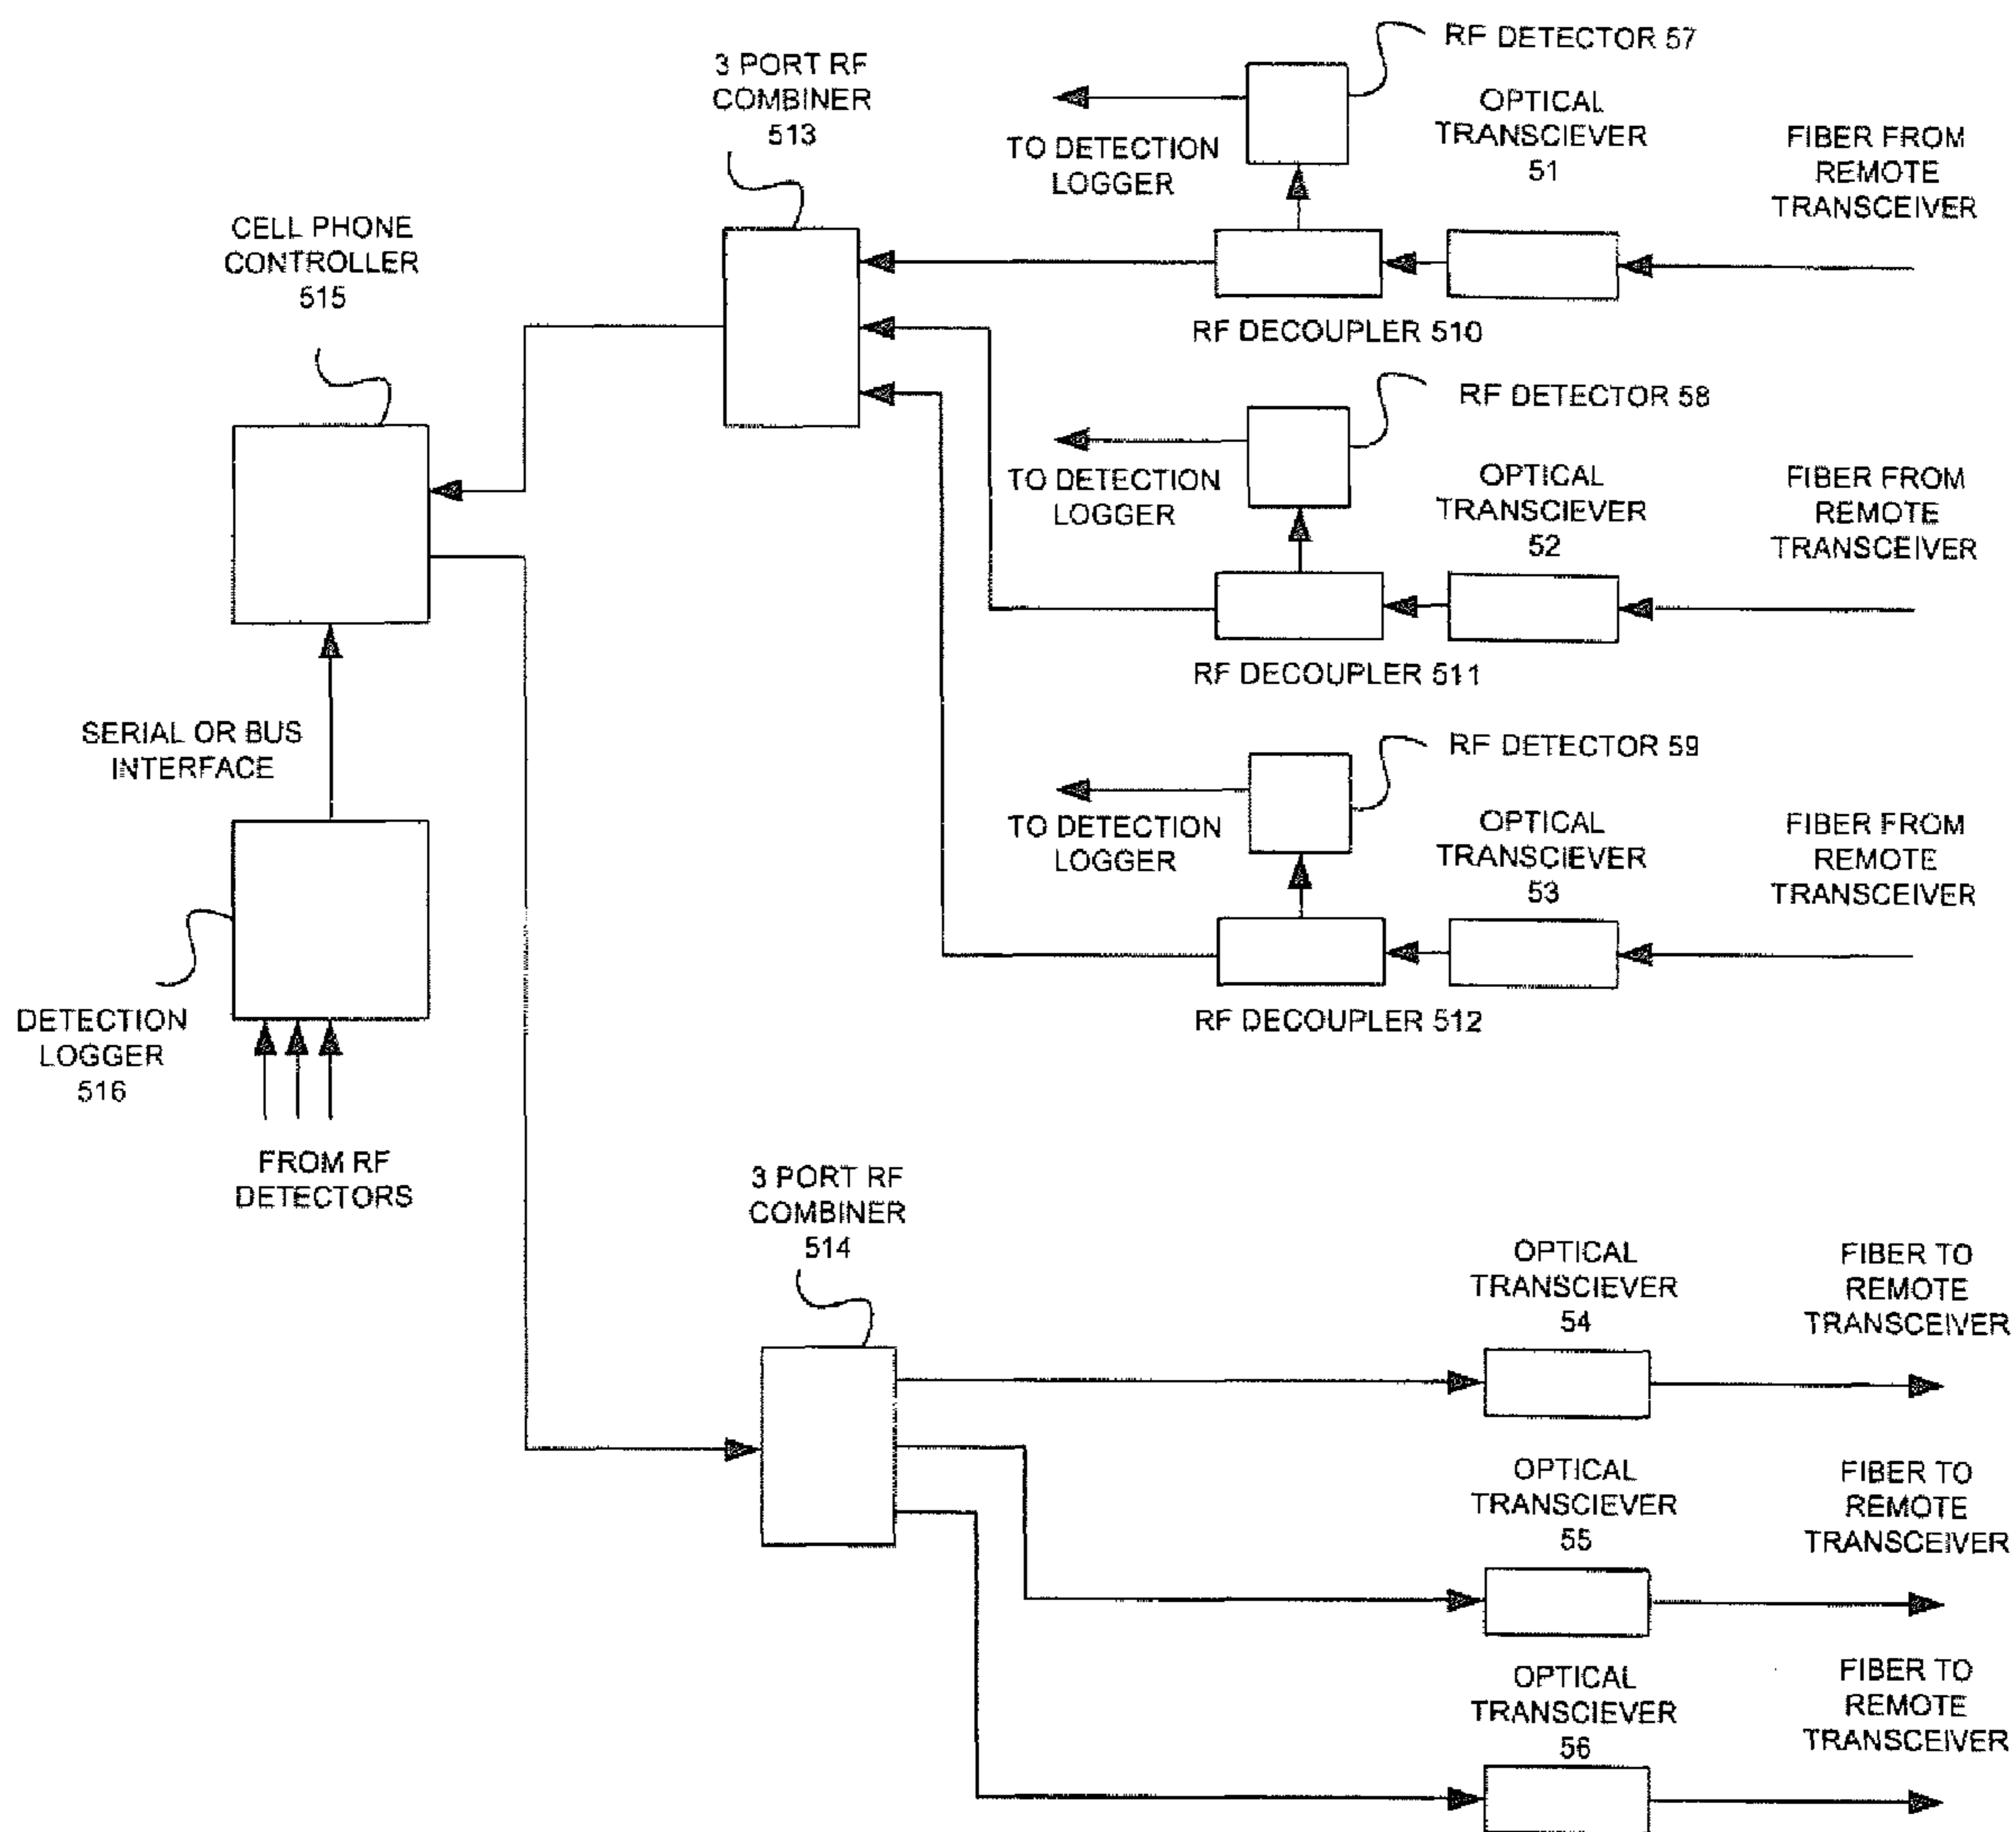 RF DETECTOR 57
3 PORT RF
COMBINER
513
OPTICAL
TRANSCIEVER
51
FIBER FROM
REMOTE
TRANSCEIVER
TO DETECTION
LOGGER
CELL PHONE
CONTROLLER
515
RF DECOUPLER 510
RF DETECTOR 58
TO DETECTION
LOGGER
OPTICAL
TRANSCIEVER
52
FIBER FROM
REMOTE
TRANSCEIVER
RF DECOUPLER 511
SERIAL OR BUS
INTERFACE
RF DETECTOR 59
TO DETECTION
LOGGER
OPTICAL
TRANSCIEVER
53
FIBER FROM
REMOTE
TRANSCEIVER
RF DECOUPLER 512
DETECTION
LOGGER
516
FROM RF
DETECTORS
3 PORT RF
COMBINER
514
OPTICAL
TRANSCIEVER
54
FIBER TO
REMOTE
TRANSCEIVER
OPTICAL
TRANSCIEVER
55
FIBER TO
REMOTE
TRANSCEIVER
OPTICAL
TRANSCIEVER
56
FIBER TO
REMOTE
TRANSCEIVER